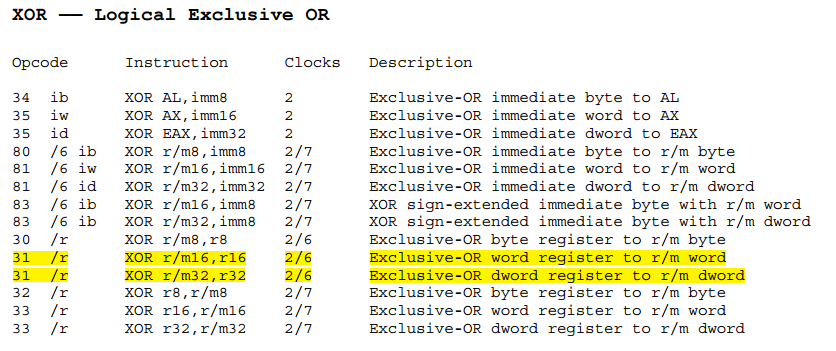 XOR –– Logical Exclusive OR
Opcode Instruction Clocks Description
34 ib XOR AL,imm8 2 Exclusive-OR immediate byte to AL
35 iw XOR AX,imm16 2 Exclusive-OR immediate word to AX
35 id XOR EAX,imm32 2 Exclusive-OR immediate dword to EAX
80 /6 ib XOR r/m8,imm8 2/7 Exclusive-OR immediate byte to r/m byte
81 /6 iw XOR r/m16,imm16 2/7 Exclusive-OR immediate word to r/m word
81 /6 id XOR r/m32,imm32 2/7 Exclusive-OR immediate dword to r/m dword
83 /6 ib XOR r/m16,imm8 2/7 XOR sign-extended immediate byte with r/m word
83 /6 ib XOR r/m32,imm8 2/7 XOR sign-extended immediate byte with r/m dword
30 /r XOR r/m8,r8 2/6 Exclusive-OR byte register to r/m byte
31 /r XOR r/m16,r16 2/6 Exclusive-OR word register to r/m word
31 /r XOR r/m32,r32 2/6 Exclusive-OR dword register to r/m dword
32 /r XOR r8,r/m8 2/7 Exclusive-OR byte register to r/m byte
33 /r XOR r16,r/m16 2/7 Exclusive-OR word register to r/m word
33 /r XOR r32,r/m32 2/7 Exclusive-OR dword register to r/m dword